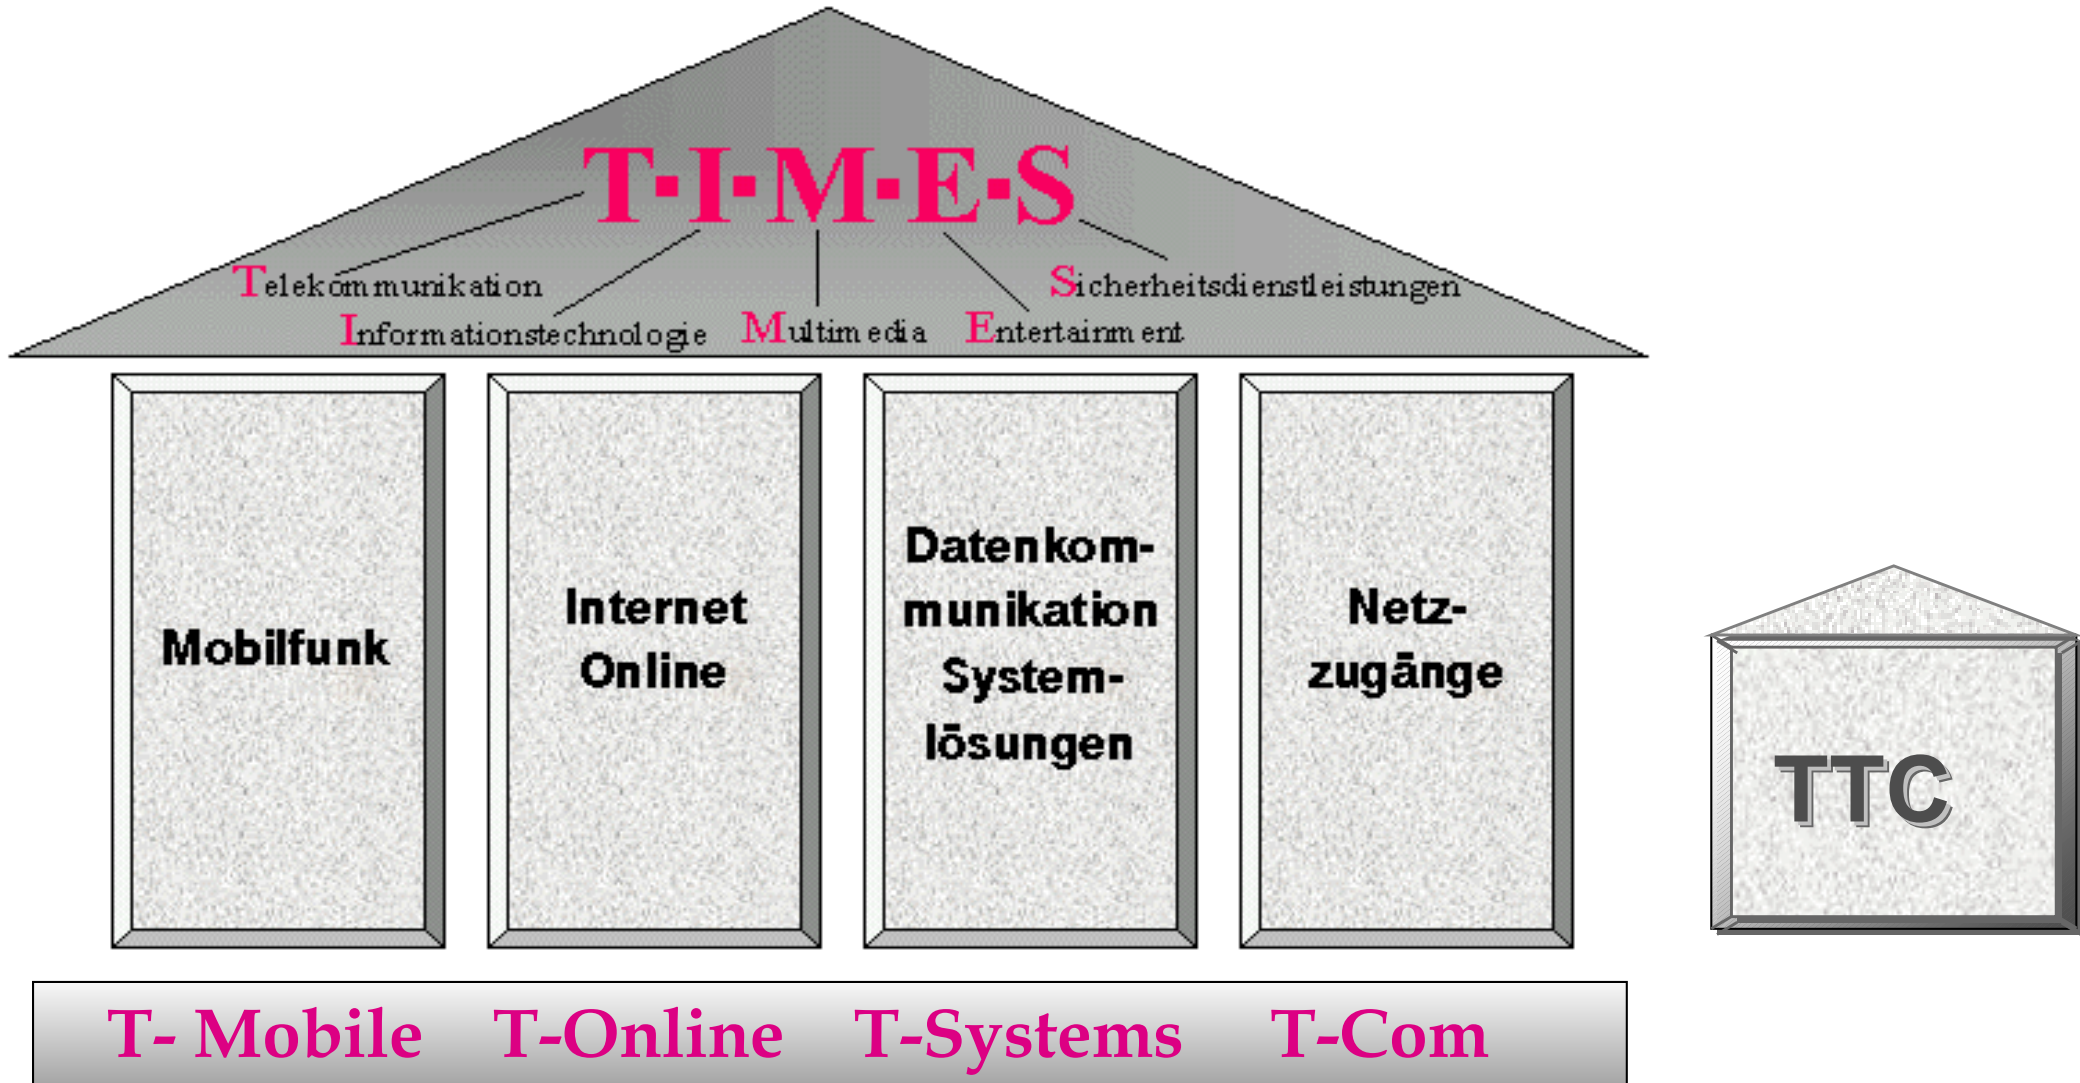 T·I·M·E·S
Telekommunikation
Sicherheitsdienstleistungen
Informationstechnologie
Multimedia
Entertainment
Mobilfunk
Internet
Online
Datenkom-
munikation
System-
lösungen
Netz-
zugänge
TTC
T- Mobile T-Online T-Systems T-Com